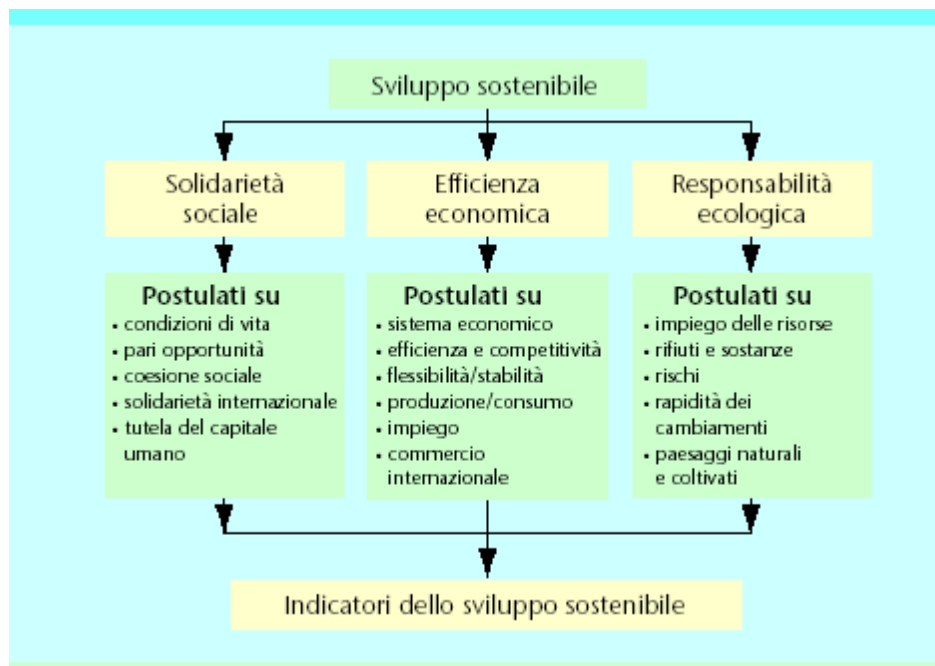 Sviluppo sostenibile
Solidarietà
sociale
Efficienza
economica
Responsabilità
ecologica
Postulati su
• condizioni di vita
• pari opportunità
• coesione sociale
• solidarietà internazionale
• tutela del capitale
umano
Postulati su
• sistema economico
• efficienza e competitività
• flessibilità/stabilità
• produzione/consumo
• impiego
• commercio
internazionale
Postulati su
• impiego delle risorse
• rifiuti e sostanze
• rischi
• rapidità dei
cambiamenti
• paesaggi naturali
e coltivati
Indicatori dello sviluppo sostenibile